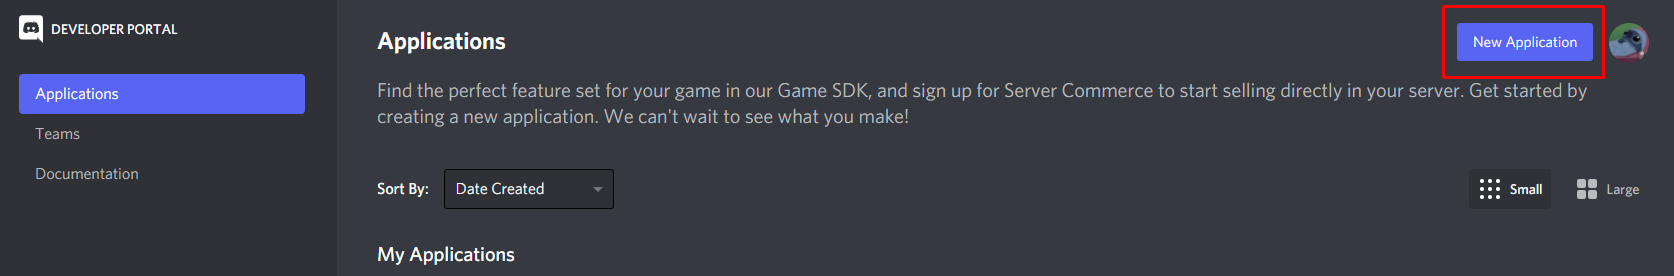 DEVELOPER PORTAL
Applications
Teams
Documentation
Applications
New Application
Find the perfect feature set for your game in our Game SDK, and sign up for Server Commerce to start selling directly in your server. Get started by
creating a new application. We can't wait to see what you make!
Sort By:
Date Created
Small
Large
My Applications